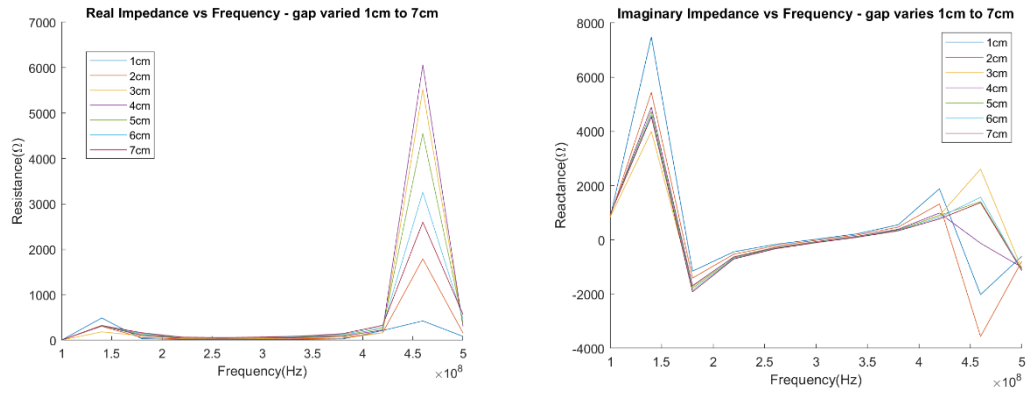 Real Impedance vs Frequency - gap varied 1cm to 7cm
7000
6000
5000
4000
3000
2000
1000
0
Resistance(Ω)
1cm
2cm
3cm
4cm
5cm
6cm
7cm
1 1.5 2 2.5 3 3.5 4 4.5 5
Frequency(Hz)
×10⁸
Imaginary Impedance vs Frequency - gap varies 1cm to 7cm
8000
6000
4000
2000
0
-2000
-4000
Reactance(Ω)
1cm
2cm
3cm
4cm
5cm
6cm
7cm
1 1.5 2 2.5 3 3.5 4 4.5 5
Frequency(Hz)
×10⁸